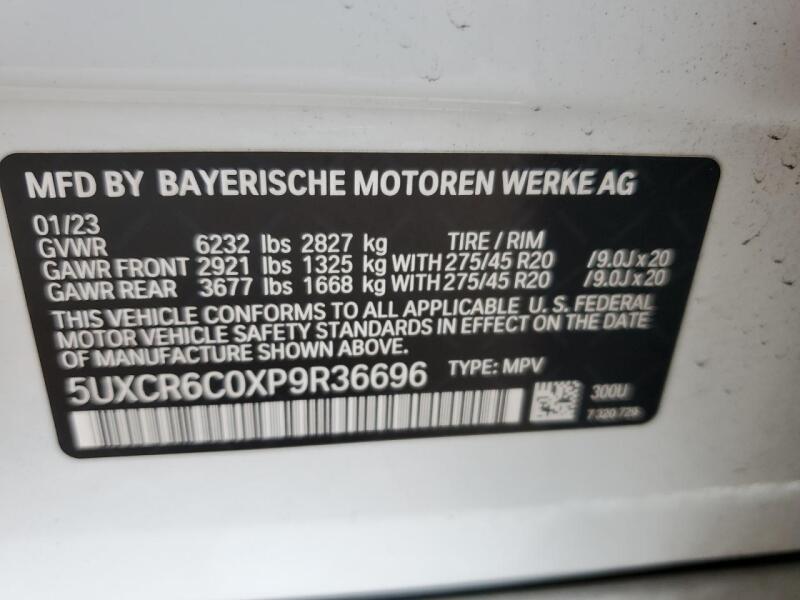 MFD BY BAYERISCHE MOTOREN WERKE AG
01/23
GVWR 6232 lbs 2827 kg TIRE / RIM
GAWR FRONT 2921 lbs 1325 kg WITH 275/45 R20 /9.0J x 20
GAWR REAR 3677 lbs 1668 kg WITH 275/45 R20 /9.0J x 20
THIS VEHICLE CONFORMS TO ALL APPLICABLE U. S. FEDERAL
MOTOR VEHICLE SAFETY STANDARDS IN EFFECT ON THE DATE
OF MANUFACTURE SHOWN ABOVE.
5UXCR6C0XP9R36696 TYPE: MPV
300U
7 320 729